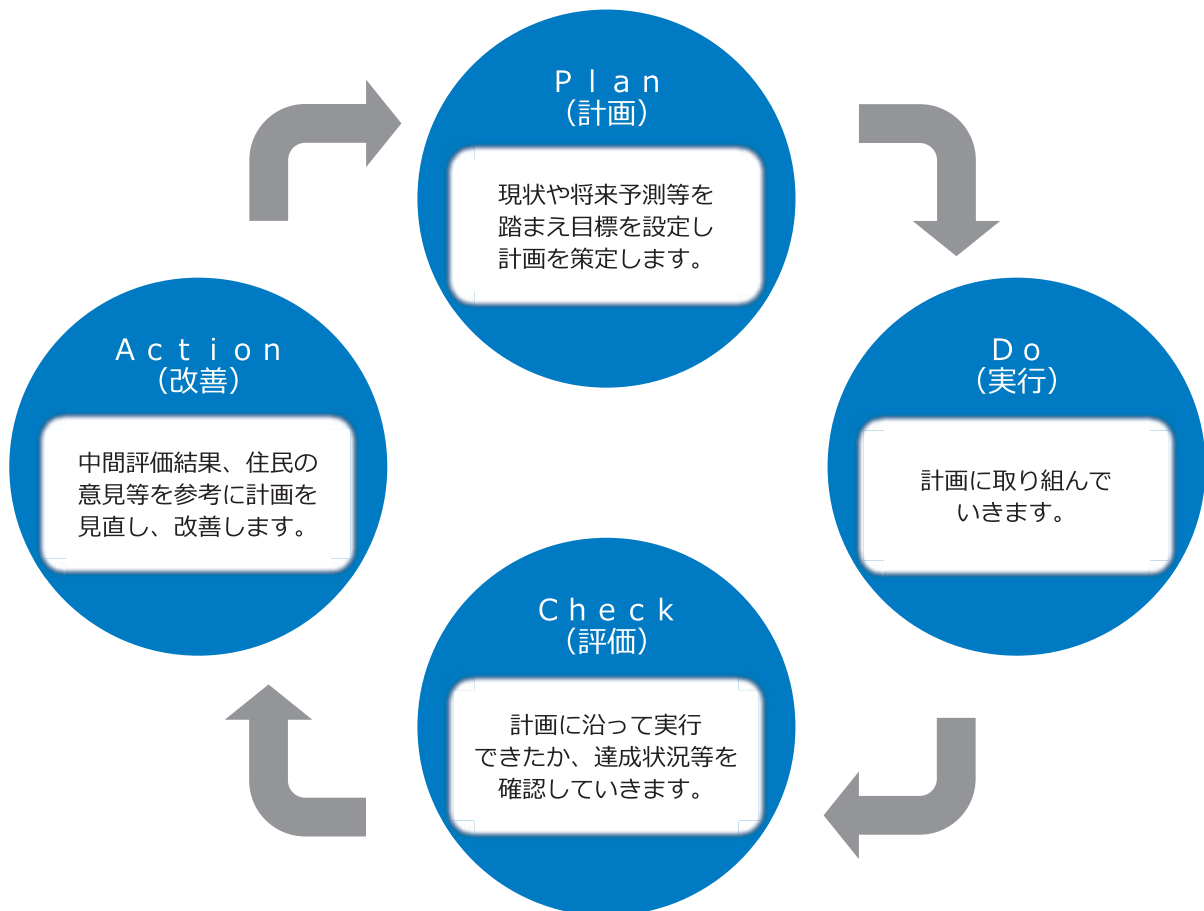 Plan
（計画）
現状や将来予測等を
踏まえ目標を設定し
計画を策定します。
Do
（実行）
計画に取り組んで
いきます。
Check
（評価）
計画に沿って実行
できたか、達成状況等を
確認していきます。
Action
（改善）
中間評価結果、住民の
意見等を参考に計画を
見直し、改善します。